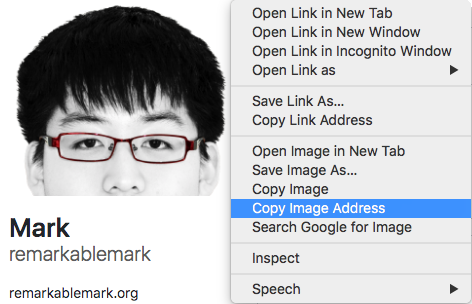 Mark
remarkablemark
remarkablemark.org
Open Link in New Tab
Open Link in New Window
Open Link in Incognito Window
Open Link as
Save Link As...
Copy Link Address
Open Image in New Tab
Save Image As...
Copy Image
Copy Image Address
Search Google for Image
Inspect
Speech